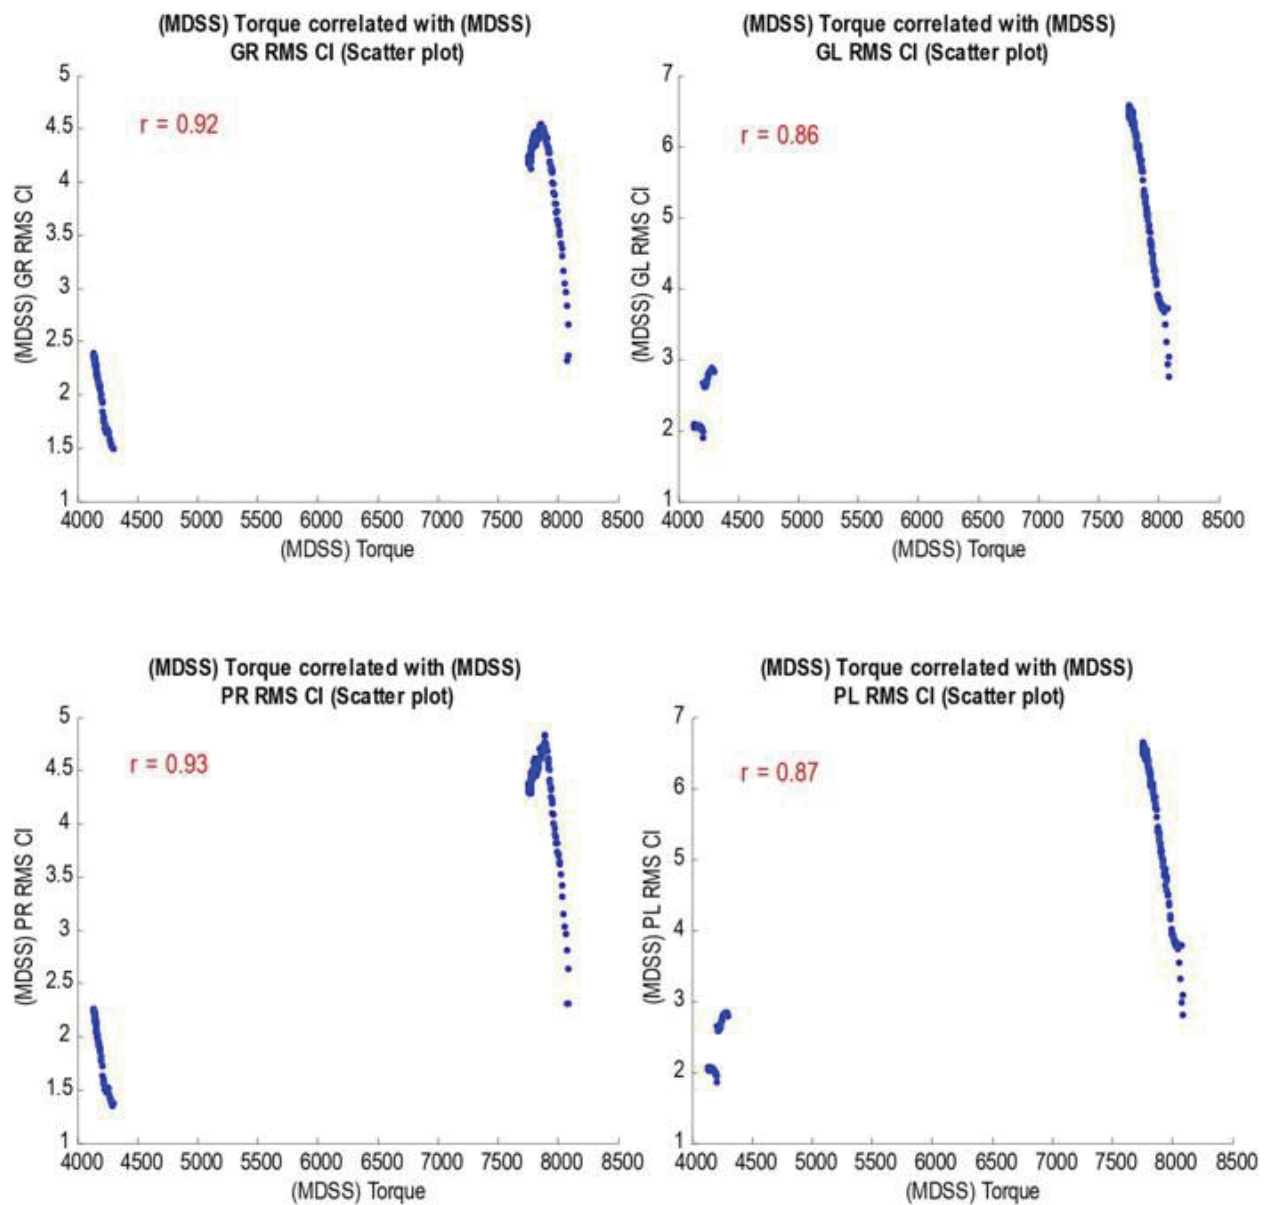 (MDSS) Torque correlated with (MDSS)
GR RMS CI (Scatter plot)
5
4.5
4
3.5
3
2.5
2
1.5
1
r = 0.92
(MDSS) GR RMS CI
4000 4500 5000 5500 6000 6500 7000 7500 8000 8500
(MDSS) Torque
(MDSS) Torque correlated with (MDSS)
GL RMS CI (Scatter plot)
7
6
5
4
3
2
1
r = 0.86
(MDSS) GL RMS CI
4000 4500 5000 5500 6000 6500 7000 7500 8000 8500
(MDSS) Torque
(MDSS) Torque correlated with (MDSS)
PR RMS CI (Scatter plot)
5
4.5
4
3.5
3
2.5
2
1.5
1
r = 0.93
(MDSS) PR RMS CI
4000 4500 5000 5500 6000 6500 7000 7500 8000 8500
(MDSS) Torque
(MDSS) Torque correlated with (MDSS)
PL RMS CI (Scatter plot)
7
6
5
4
3
2
1
r = 0.87
(MDSS) PL RMS CI
4000 4500 5000 5500 6000 6500 7000 7500 8000 8500
(MDSS) Torque